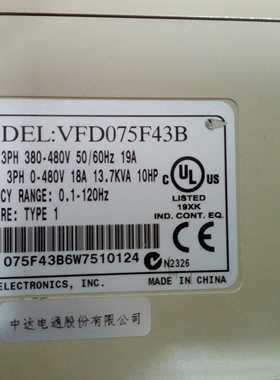 DEL:VFD075F43B
3PH 380-480V 50/60Hz 19A
3PH 0-480V 18A 13.7KVA 10HP
CY RANGE: 0.1-120Hz
RE: TYPE 1
C UL US
LISTED
19XK
IND. CONT. EQ.
075F43B6W7510124
N2326
ELECTRONICS, INC.
MADE IN CHINA
中达电通股份有限公司